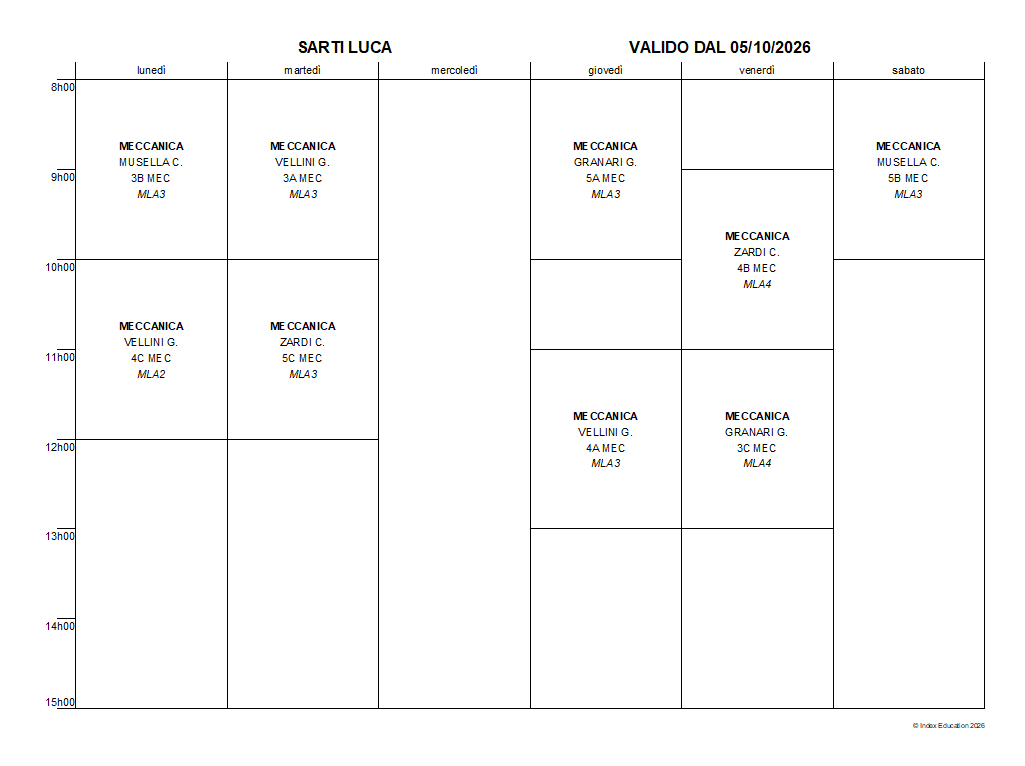 SARTI LUCA
VALIDO DAL 05/10/2026
lunedì
martedì
mercoledì
giovedì
venerdì
sabato
8h00
9h00
10h00
11h00
12h00
13h00
14h00
15h00
MECCANICA
MUSELLA C.
3B MEC
MLA3
MECCANICA
VELLINI G.
4C MEC
MLA2
MECCANICA
VELLINI G.
3A MEC
MLA3
MECCANICA
ZARDI C.
5C MEC
MLA3
MECCANICA
GRANARI G.
5A MEC
MLA3
MECCANICA
VELLINI G.
4A MEC
MLA3
MECCANICA
ZARDI C.
4B MEC
MLA4
MECCANICA
GRANARI G.
3C MEC
MLA4
MECCANICA
MUSELLA C.
5B MEC
MLA3
© Index Education 2026